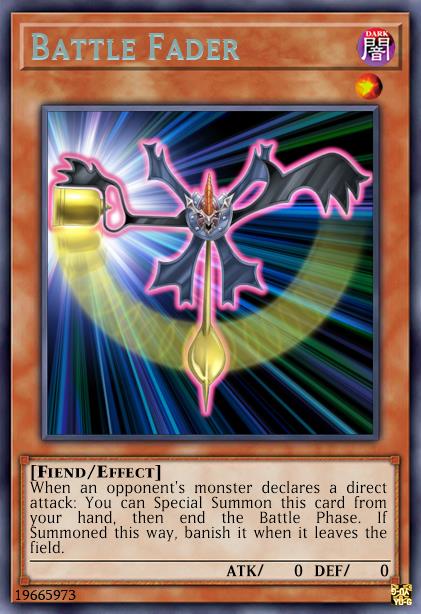 BATTLE FADER
DARK
闇
[FIEND/EFFECT]
When an opponent's monster declares a direct
attack: You can Special Summon this card from
your hand, then end the Battle Phase. If
Summoned this way, banish it when it leaves the
field.
ATK/ 0 DEF/ 0
19665973